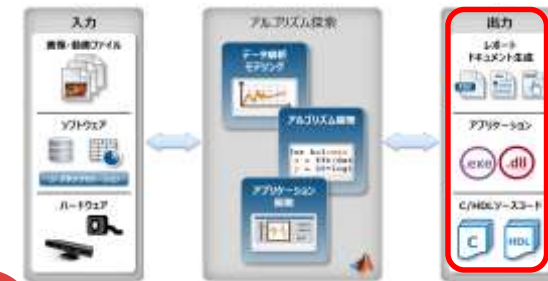 入力
画像・動画ファイル
ソフトウェア
ハードウェア
アルゴリズム探索
データ解析
モデリング
アルゴリズム開発
アプリケーション
開発
出力
レポート
ドキュメント生成
アプリケーション
.exe
.dll
C/HDLソースコード
C
HDL